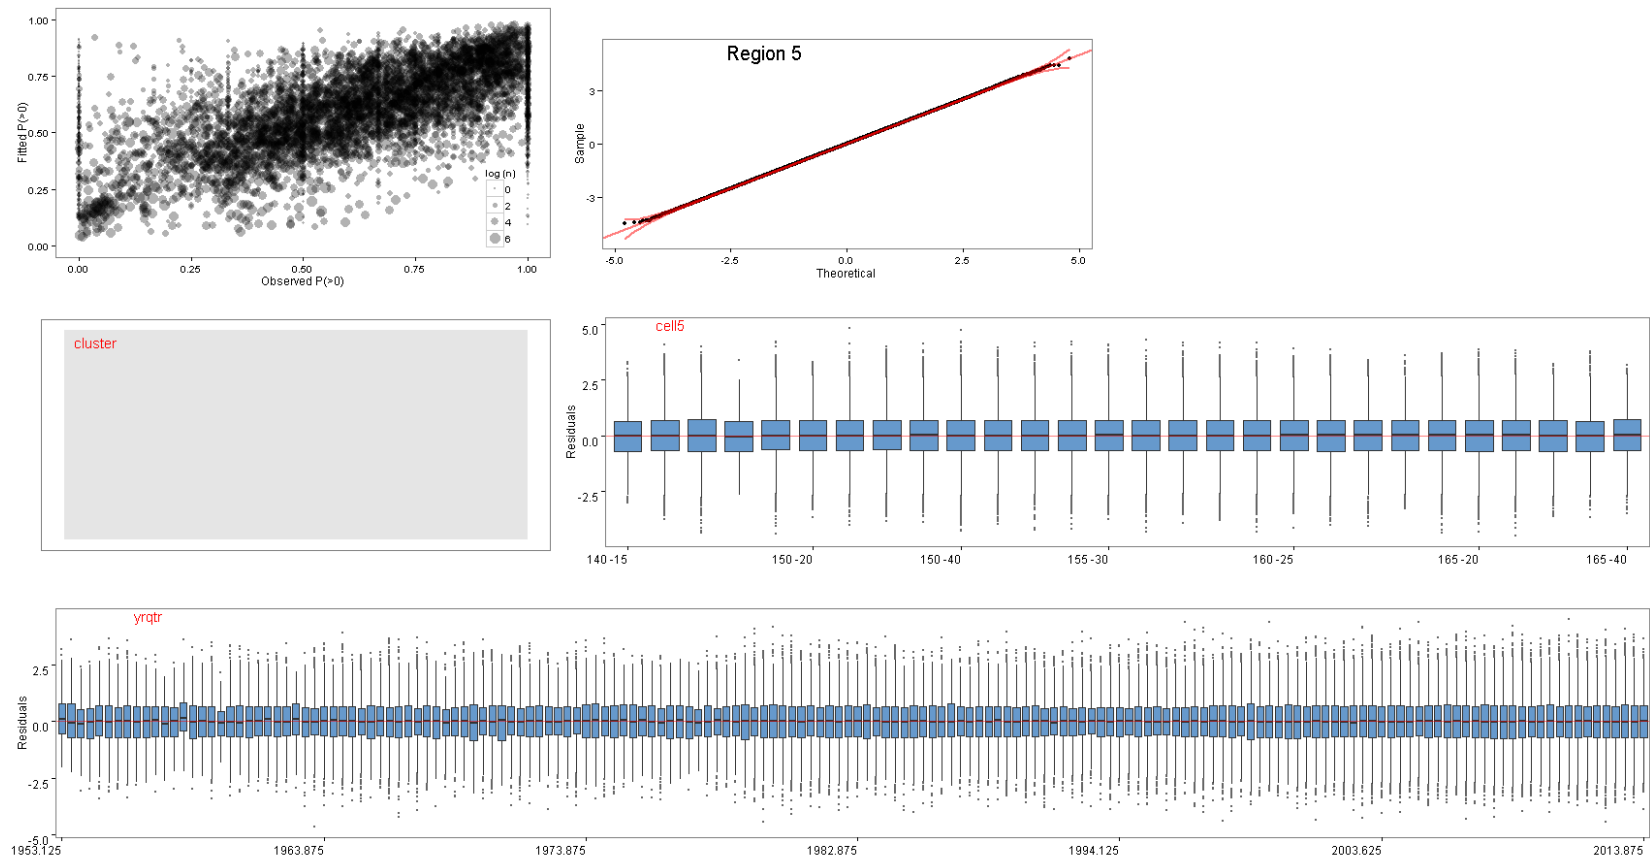 1.00
0.75
0.50
0.25
0.00
Fitted P(>0)
log (n)
0
2
4
6
0.00 0.25 0.50 0.75 1.00
Observed P(>0)
Region 5
3
0
-3
Sample
-5.0 -2.5 0.0 2.5 5.0
Theoretical
cluster
cell5
5.0
2.5
0.0
-2.5
Residuals
140-15 150-20 150-40 155-30 160-25 165-20 165-40
yrqtr
2.5
0.0
-2.5
-5.0
Residuals
1953.125 1963.875 1973.875 1982.875 1994.125 2003.625 2013.875